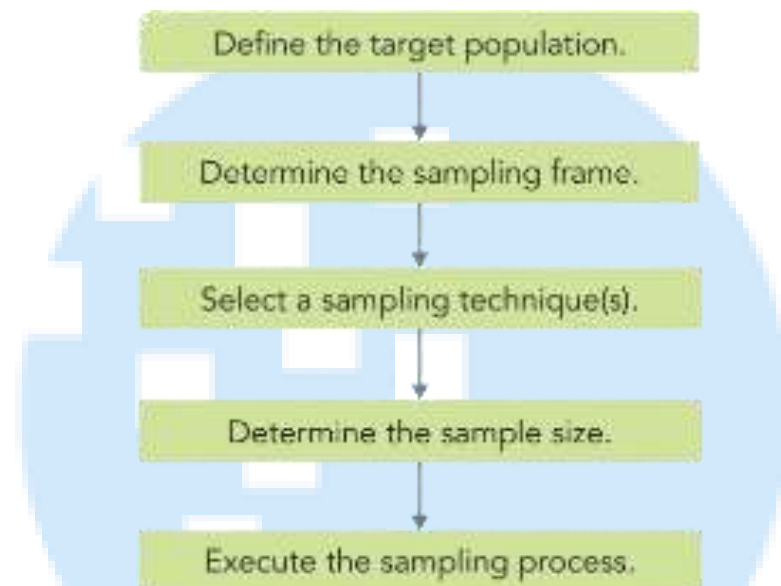 Define the target population.
Determine the sampling frame.
Select a sampling technique(s).
Determine the sample size.
Execute the sampling process.